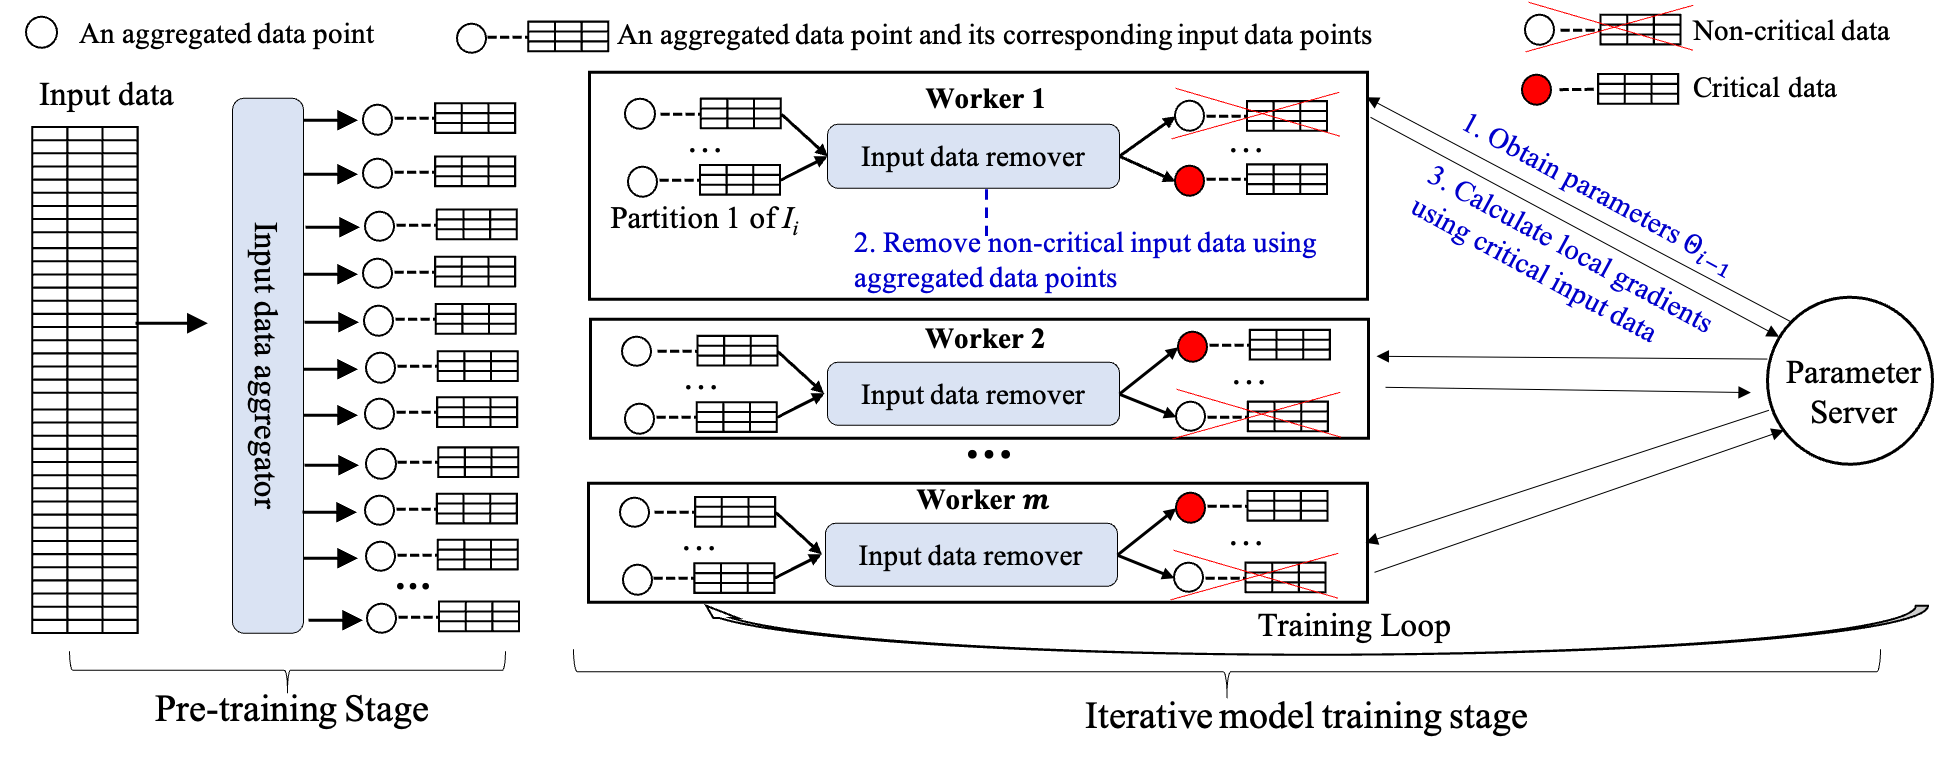 An aggregated data point
An aggregated data point and its corresponding input data points
Non-critical data
Critical data
Input data
Input data aggregator
Pre-training Stage
Worker 1
Input data remover
...
...
Partition 1 of Iᵢ
2. Remove non-critical input data using
aggregated data points
Worker 2
Input data remover
...
...
...
Worker m
Input data remover
...
...
...
1. Obtain parameters Θᵢ₋₁
3. Calculate local gradients
using critical input data
Parameter
Server
Training Loop
Iterative model training stage